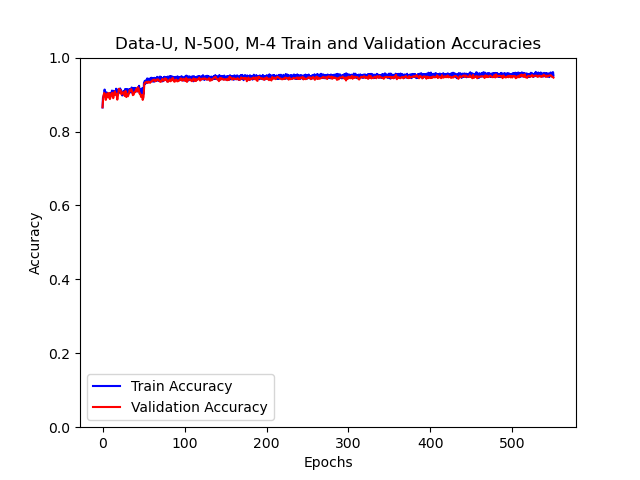 Data-U, N-500, M-4 Train and Validation Accuracies
1.0
0.8
0.6
0.4
0.2
0.0
Accuracy
Train Accuracy
Validation Accuracy
0 100 200 300 400 500
Epochs